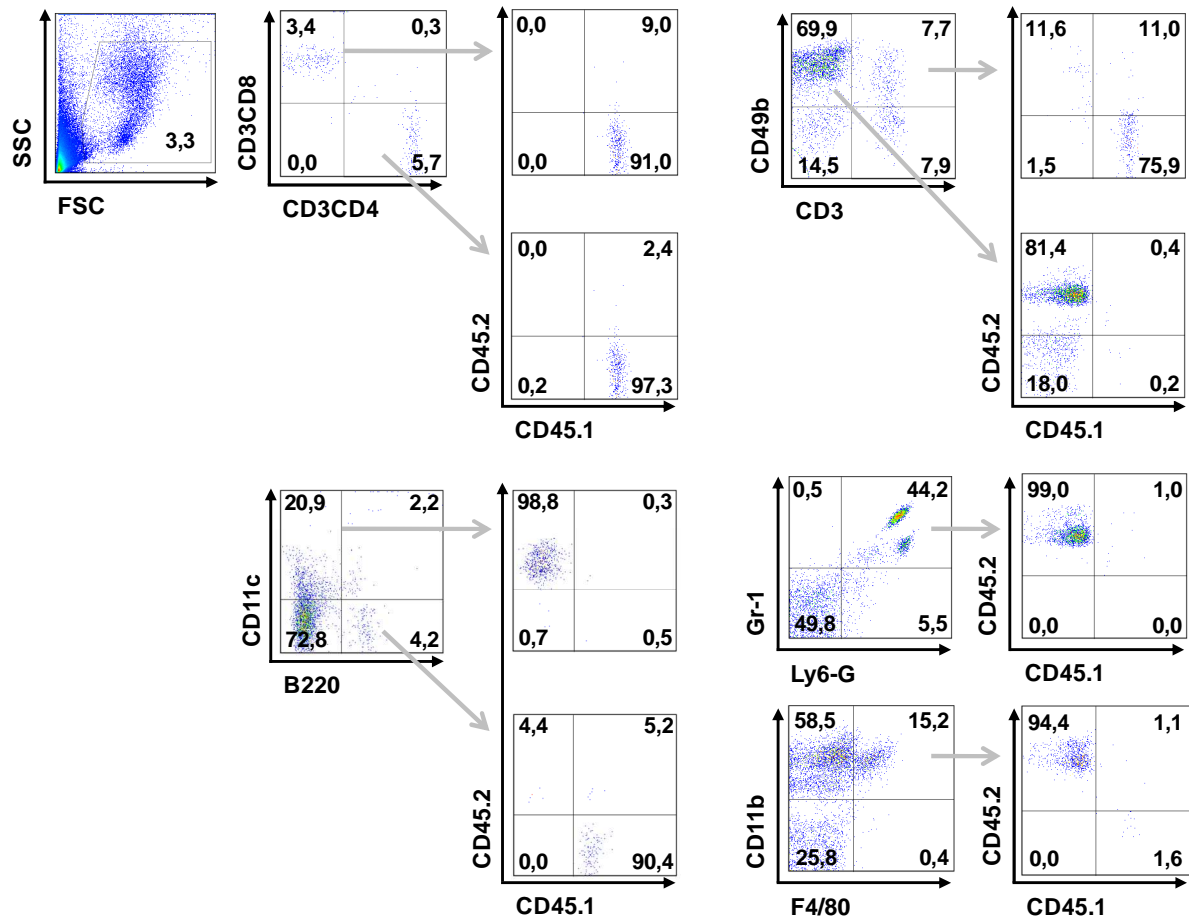 SSC
3,3
FSC
CD3CD8
3,4 0,3
0,0 5,7
CD3CD4
0,0 9,0
0,0 91,0
CD45.2
0,0 2,4
0,2 97,3
CD45.1
CD49b
69,9 7,7
14,5 7,9
CD3
11,6 11,0
1,5 75,9
CD45.2
81,4 0,4
18,0 0,2
CD45.1
CD11c
20,9 2,2
72,8 4,2
B220
98,8 0,3
0,7 0,5
CD45.2
4,4 5,2
0,0 90,4
CD45.1
Gr-1
0,5 44,2
49,8 5,5
Ly6-G
CD45.2
99,0 1,0
0,0 0,0
CD45.1
CD11b
58,5 15,2
25,8 0,4
F4/80
CD45.2
94,4 1,1
0,0 1,6
CD45.1